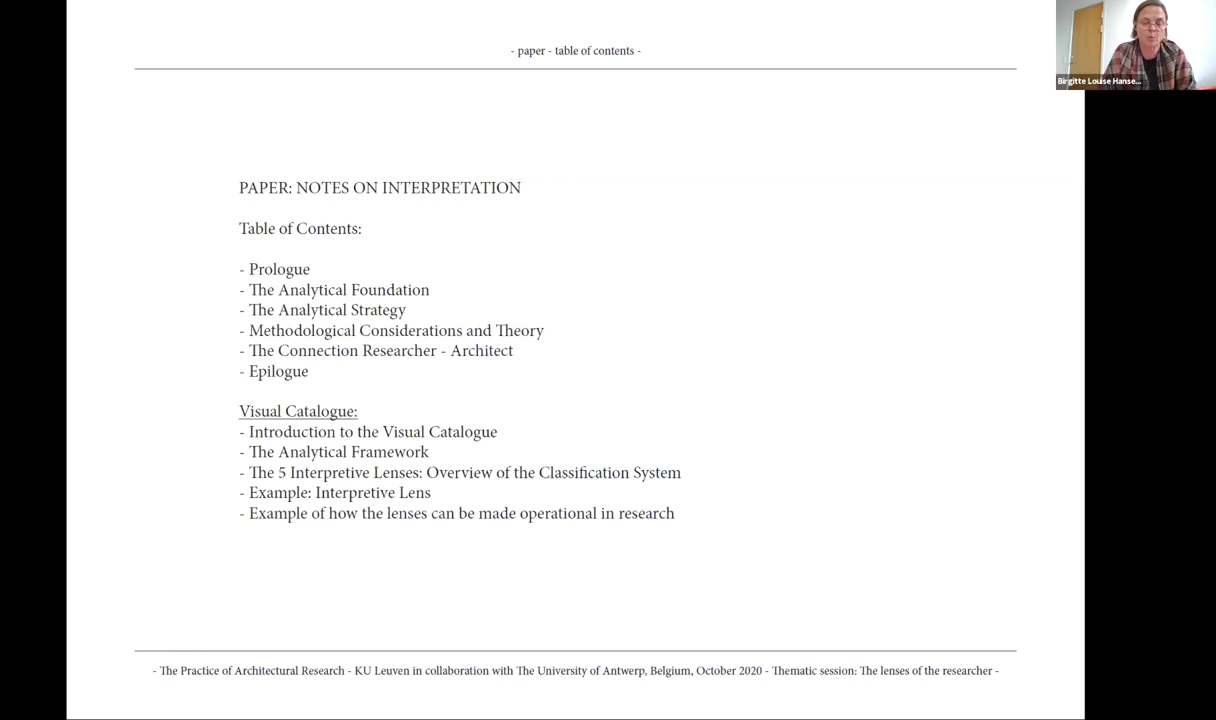 - paper - table of contents -
Birgitte Louise Hanse...
PAPER: NOTES ON INTERPRETATION
Table of Contents:
- Prologue
- The Analytical Foundation
- The Analytical Strategy
- Methodological Considerations and Theory
- The Connection Researcher - Architect
- Epilogue
Visual Catalogue:
- Introduction to the Visual Catalogue
- The Analytical Framework
- The 5 Interpretive Lenses: Overview of the Classification System
- Example: Interpretive Lens
- Example of how the lenses can be made operational in research
- The Practice of Architectural Research - KU Leuven in collaboration with The University of Antwerp, Belgium, October 2020 - Thematic session: The lenses of the researcher -